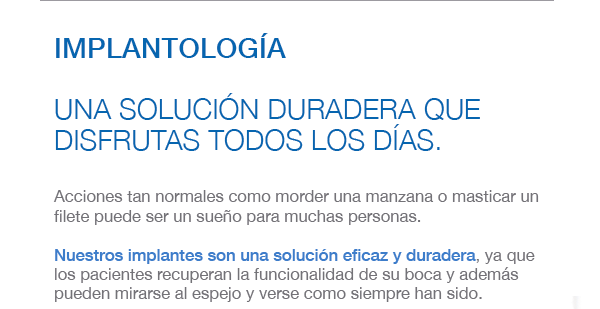 IMPLANTOLOGÍA
UNA SOLUCIÓN DURADERA QUE
DISFRUTAS TODOS LOS DÍAS.
Acciones tan normales como morder una manzana o masticar un
filete puede ser un sueño para muchas personas.
Nuestros implantes son una solución eficaz y duradera, ya que
los pacientes recuperan la funcionalidad de su boca y además
pueden mirarse al espejo y verse como siempre han sido.